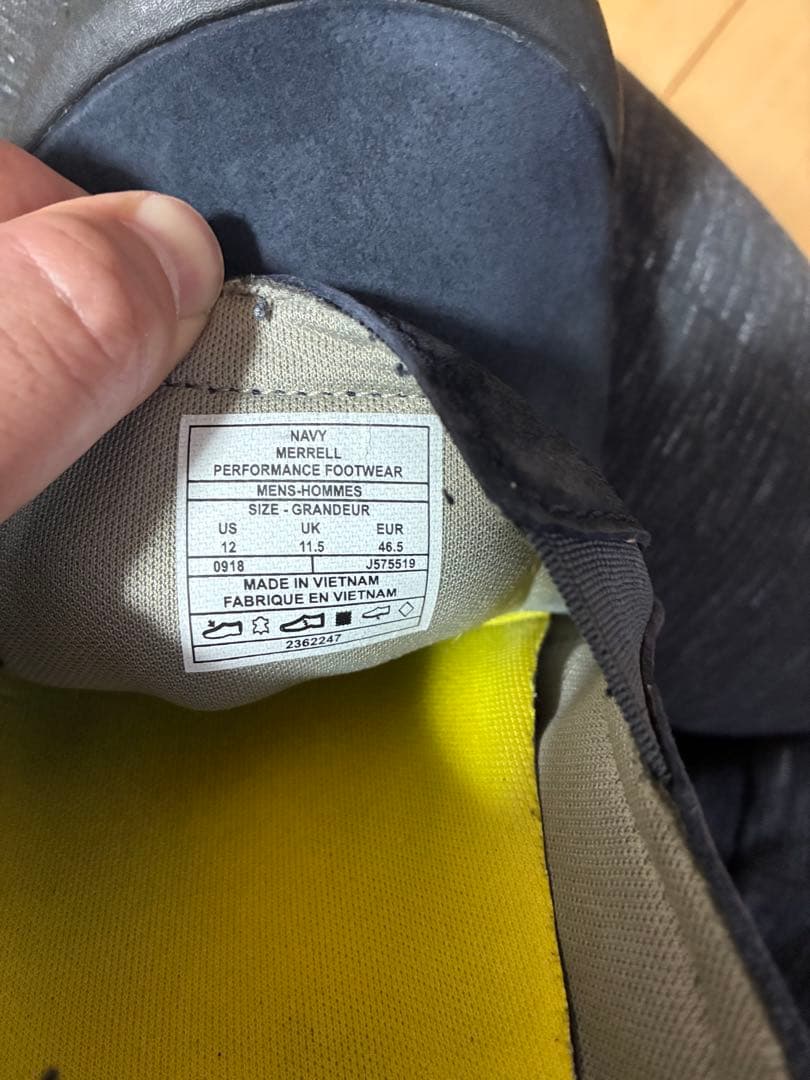 NAVY
MERRELL
PERFORMANCE FOOTWEAR
MENS-HOMMES
SIZE - GRANDEUR
US UK EUR
12 11.5 46.5
0918 J575519
MADE IN VIETNAM
FABRIQUE EN VIETNAM
2362247